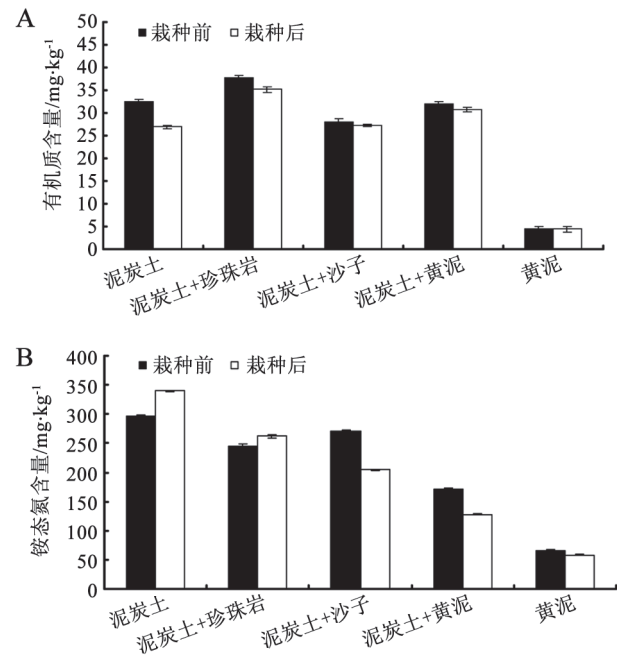 A
■栽种前 □栽种后
有机质含量/mg·kg⁻¹
50
45
40
35
30
25
20
15
10
5
0
泥炭土
泥炭土+珍珠岩
泥炭土+沙子
泥炭土+黄泥
黄泥
B
■栽种前 □栽种后
铵态氮含量/mg·kg⁻¹
400
350
300
250
200
150
100
50
0
泥炭土
泥炭土+珍珠岩
泥炭土+沙子
泥炭土+黄泥
黄泥